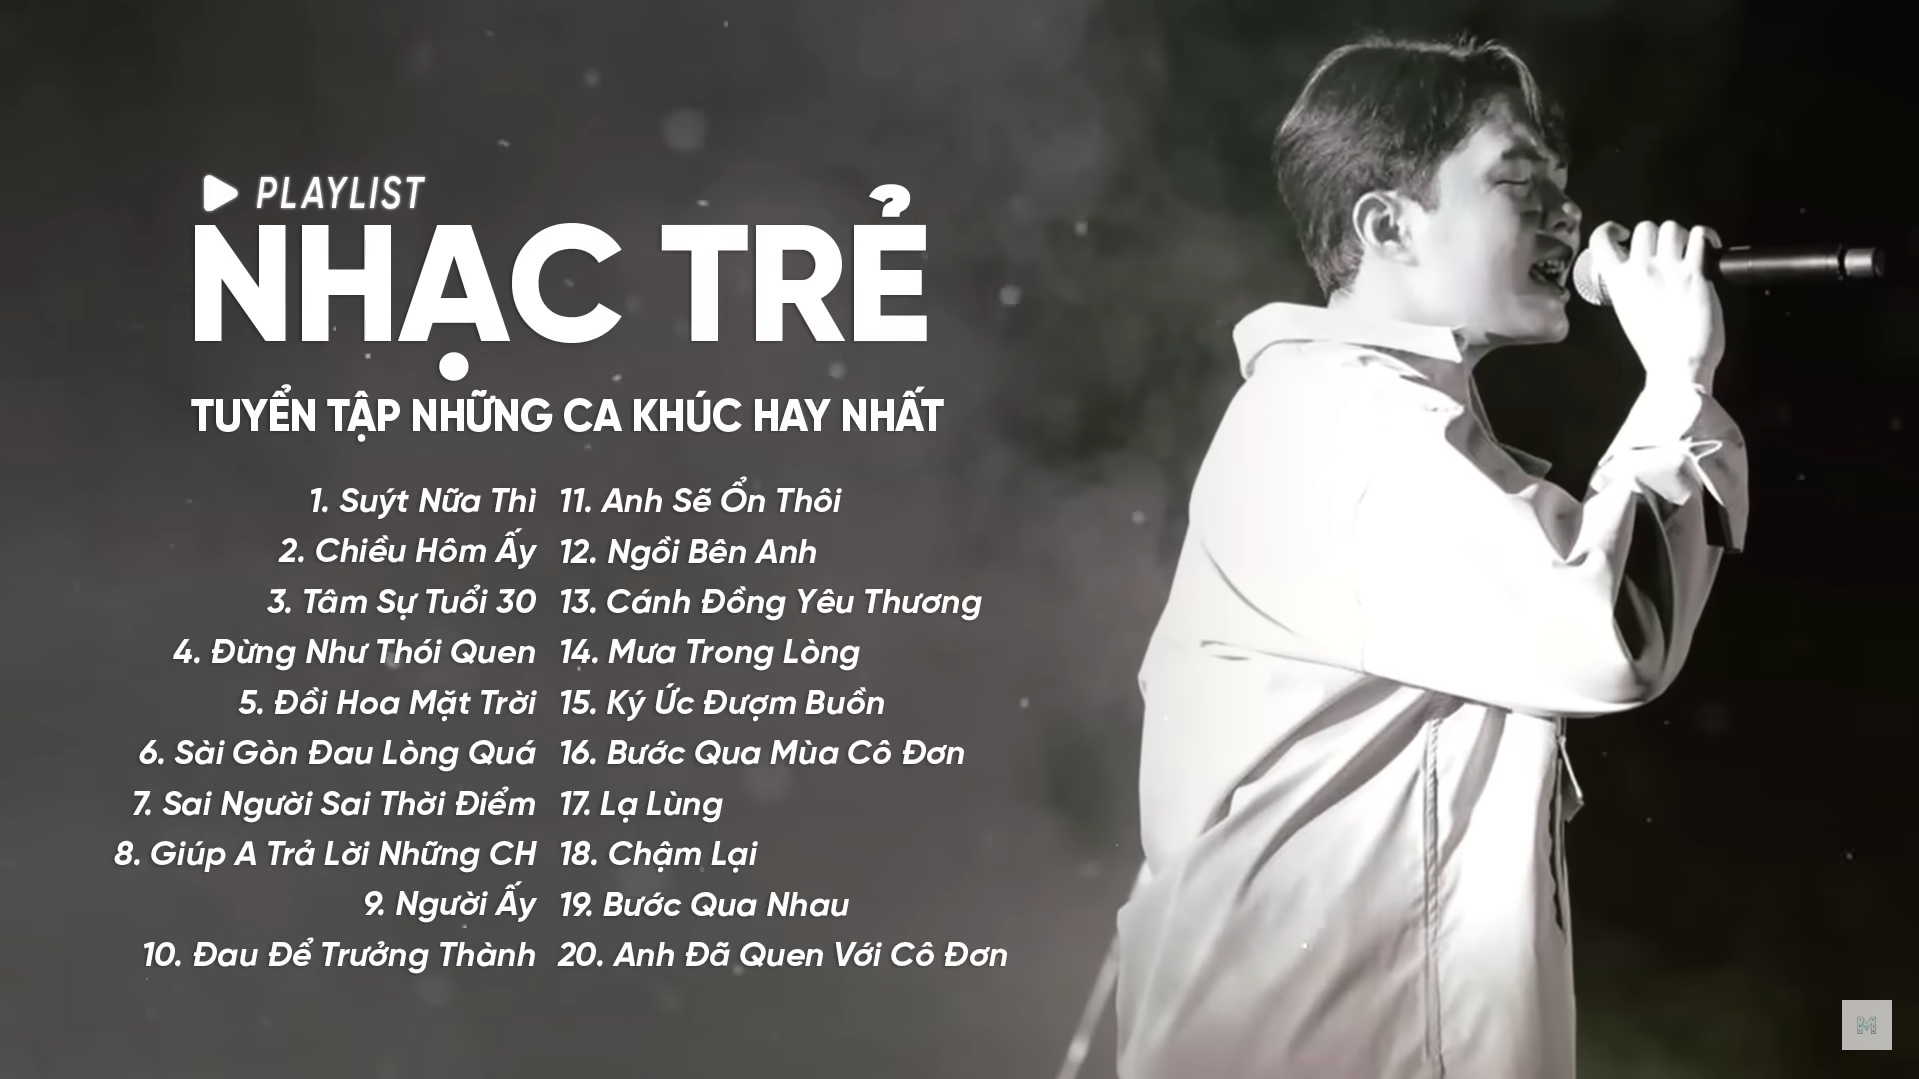 PLAYLIST
NHẠC TRẺ
TUYỂN TẬP NHỮNG CA KHÚC HAY NHẤT
1. Suýt Nữa Thì
2. Chiều Hôm Ấy
3. Tâm Sự Tuổi 30
4. Đừng Như Thói Quen
5. Đồi Hoa Mặt Trời
6. Sài Gòn Đau Lòng Quá
7. Sai Người Sai Thời Điểm
8. Giúp A Trả Lời Những CH
9. Người Ấy
10. Đau Để Trưởng Thành
11. Anh Sẽ Ổn Thôi
12. Ngồi Bên Anh
13. Cánh Đồng Yêu Thương
14. Mưa Trong Lòng
15. Ký Ức Đượm Buồn
16. Bước Qua Mùa Cô Đơn
17. Lạ Lùng
18. Chậm Lại
19. Bước Qua Nhau
20. Anh Đã Quen Với Cô Đơn
M